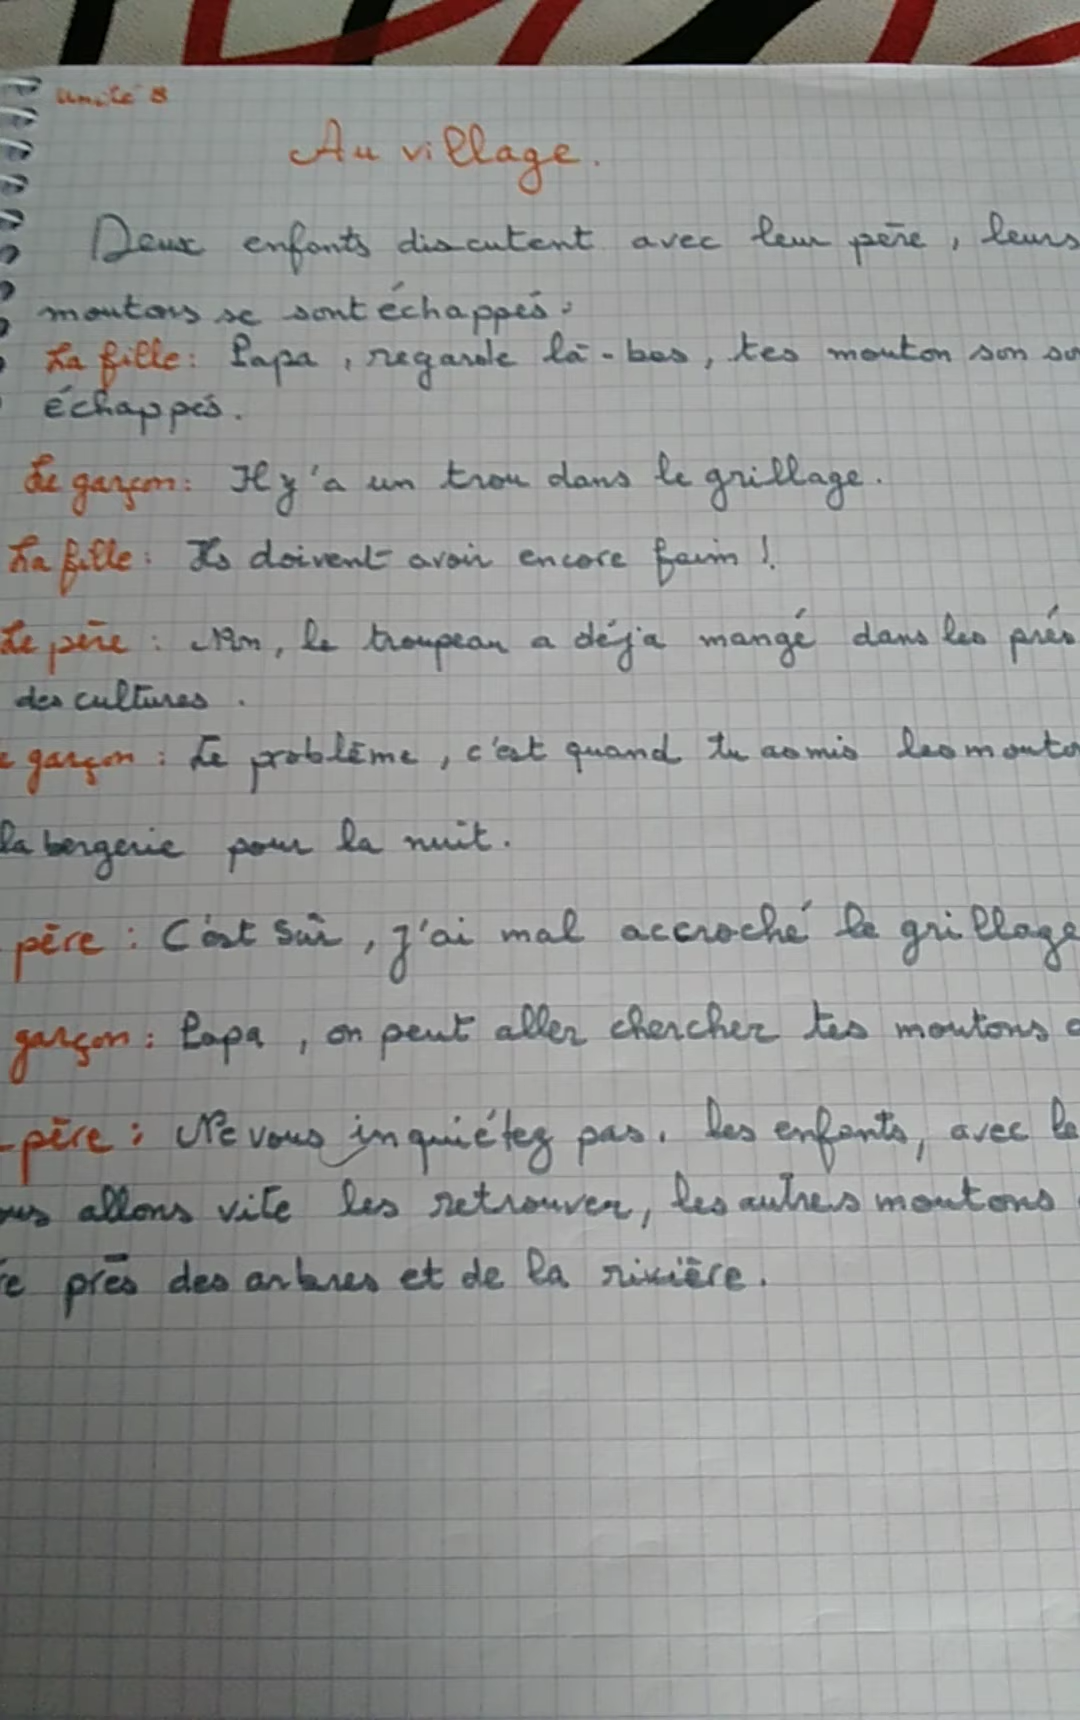 Unité 8
Au village.
Deux enfants discutent avec leur père, leurs
moutons se sont échappés.
La fille: Papa, regarde là-bas, tes mouton son
échappés.
Le garçon: Il y'a un trou dans le grillage.
La fille: Ils doivent avoir encore faim!
Le père: Non, le troupeau a déjà mangé dans les prés
des cultures.
garçon: Le problème, c'est quand tu as mis les
la bergerie pour la nuit.
père: C'est sûr, j'ai mal accroché le grillage
garçon: Papa, on peut aller chercher tes moutons
père: Ne vous inquiétez pas, les enfants, avec
allons vite les retrouver, les autres moutons
près des arbres et de la rivière.